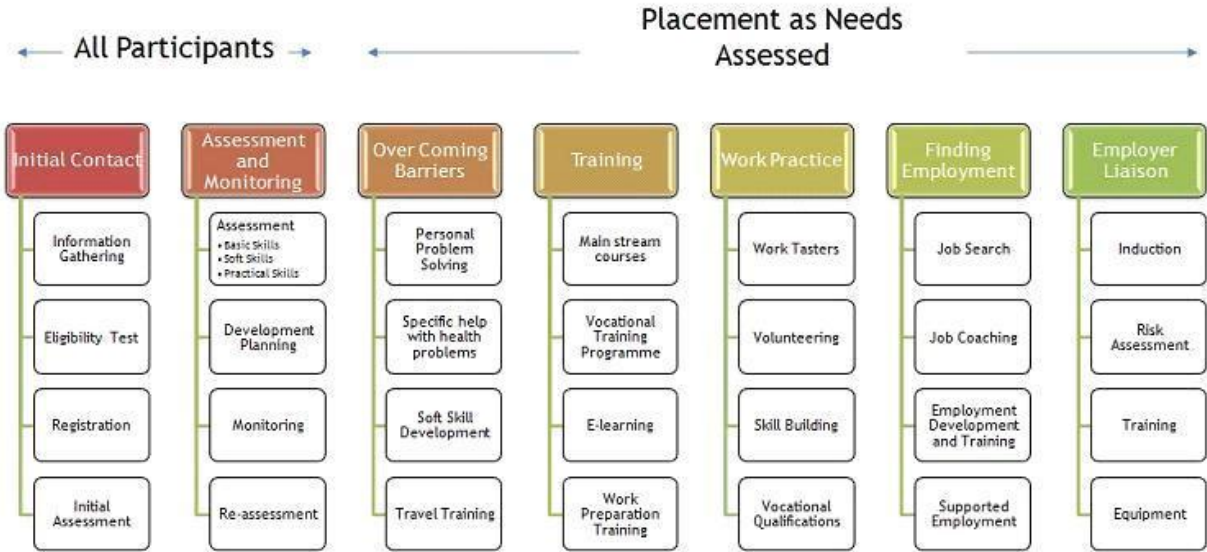 All Participants
Placement as Needs
Assessed
Initial Contact
Information
Gathering
Eligibility Test
Registration
Initial
Assessment
Assessment
and
Monitoring
Assessment
• Basic Skills
• Soft Skills
• Practical Skills
Development
Planning
Monitoring
Re-assessment
Over Coming
Barriers
Personal
Problem
Solving
Specific help
with health
problems
Soft Skill
Development
Travel Training
Training
Main stream
courses
Vocational
Training
Programme
E-learning
Work
Preparation
Training
Work Practice
Work Tasters
Volunteering
Skill Building
Vocational
Qualifications
Finding
Employment
Job Search
Job Coaching
Employment
Development
and Training
Supported
Employment
Employer
Liaison
Induction
Risk
Assessment
Training
Equipment